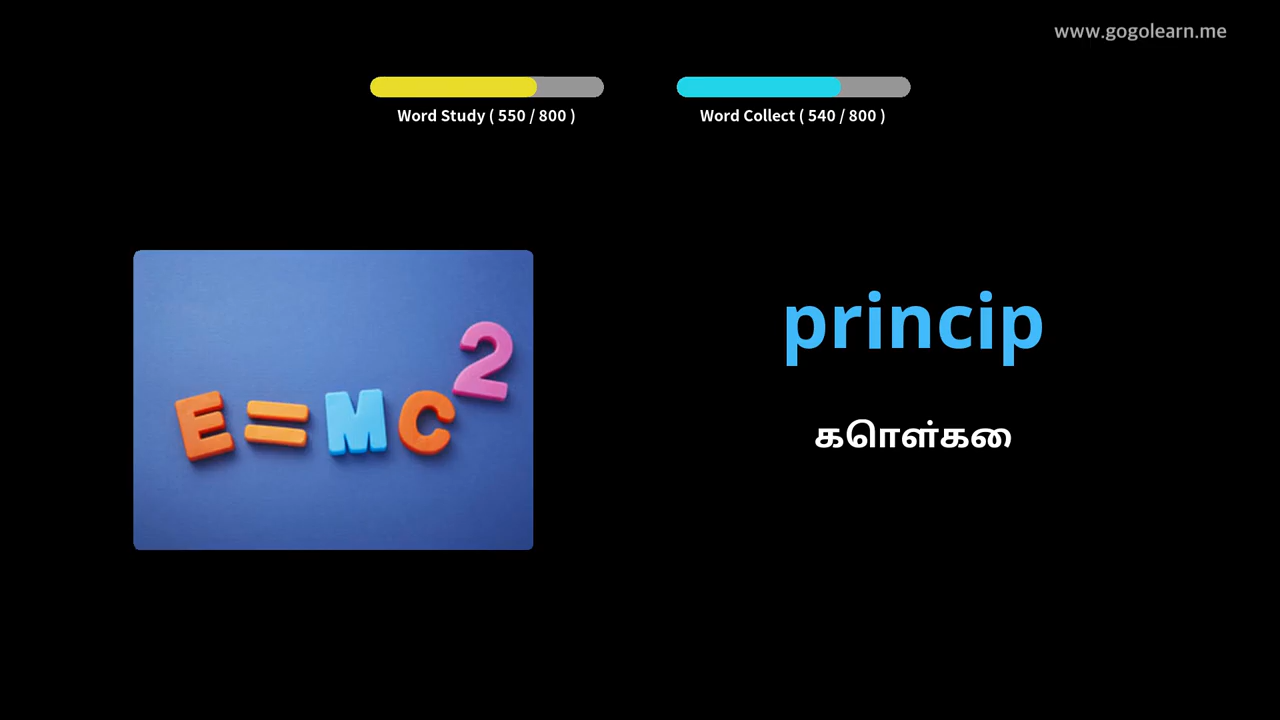 www.gogolearn.me
Word Study ( 550 / 800 )
Word Collect ( 540 / 800 )
princip
கொள்கை
E=MC2